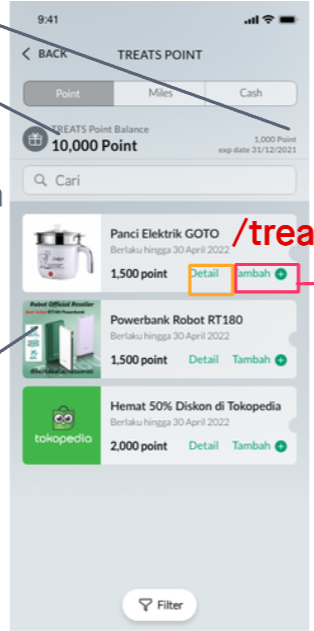 9:41
BACK
TREATS POINT
Point
Miles
Cash
TREATS Point Balance
10,000 Point
1,000 Point
exp date 31/12/2021
Cari
Panci Elektrik GOTO
/trea
Berlaku hingga 30 April 2022
1,500 point
Detail
Tambah
Robot Official Reseller
Powerbank Robot RT180
Berlaku hingga 30 April 2022
1,500 point
Detail
Tambah
tokopedia
Hemat 50% Diskon di Tokopedia
Berlaku hingga 30 April 2022
2,000 point
Detail
Tambah
Filter